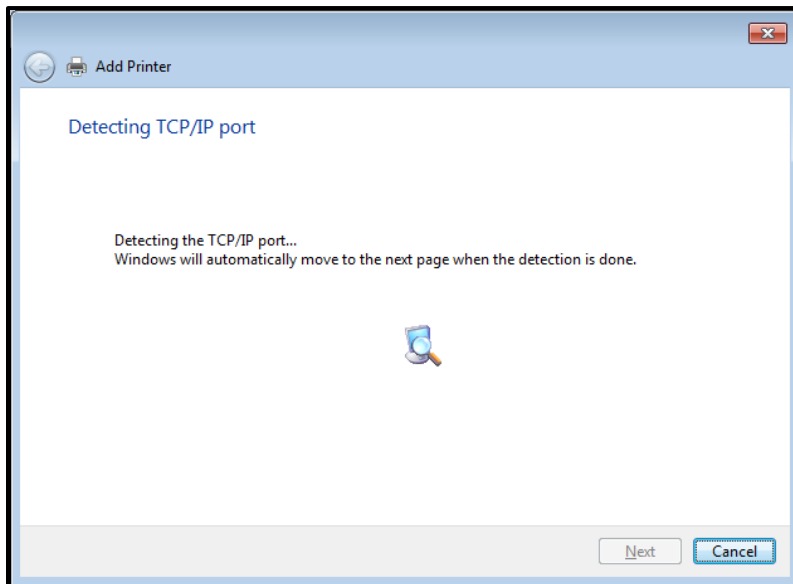 Add Printer
Detecting TCP/IP port
Detecting the TCP/IP port...
Windows will automatically move to the next page when the detection is done.
Next
Cancel